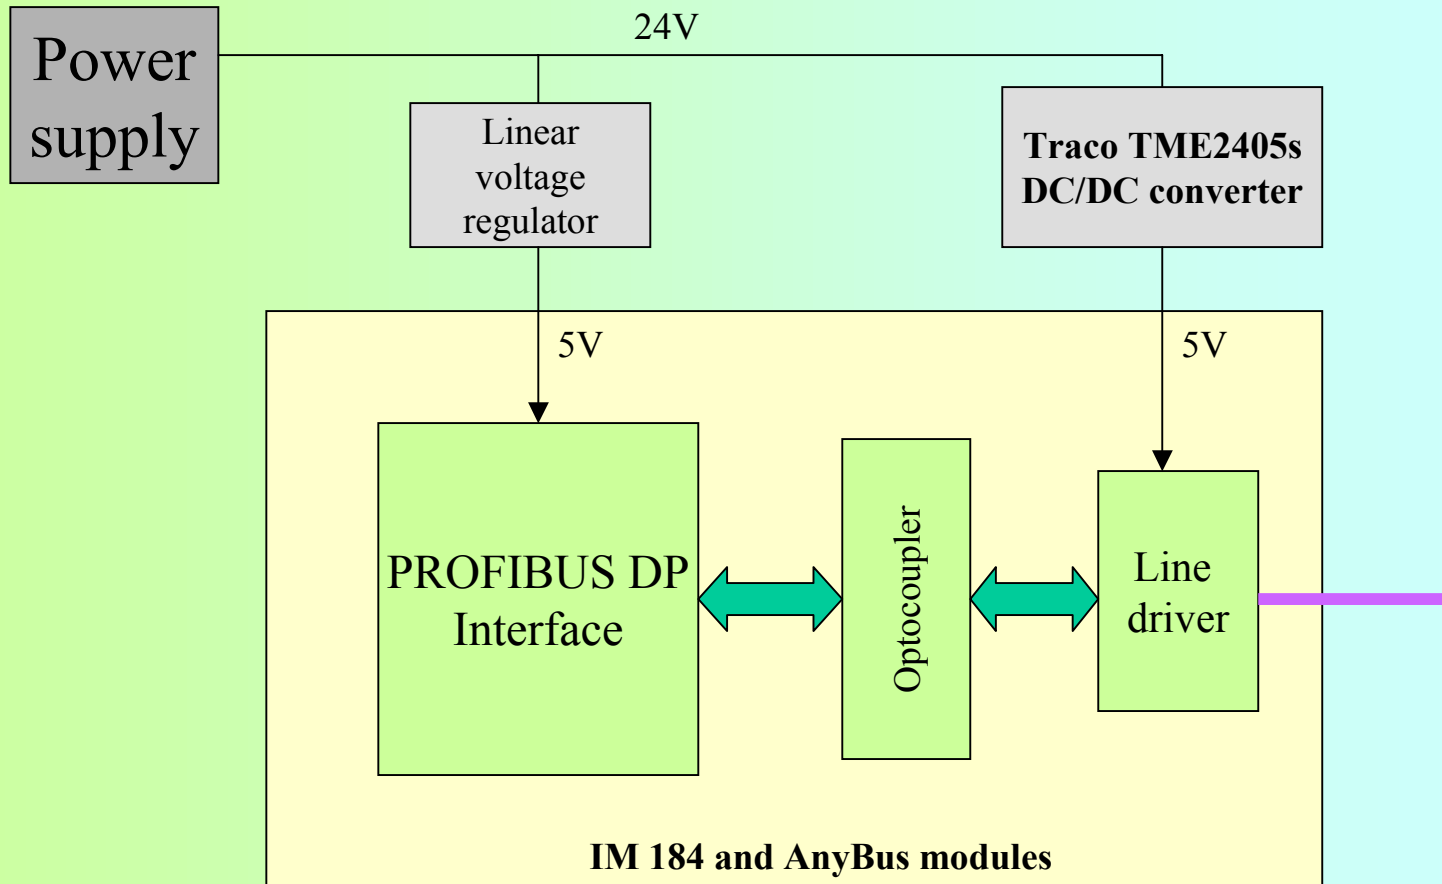 Power
supply
24V
Linear
voltage
regulator
Traco TME2405s
DC/DC converter
5V
5V
PROFIBUS DP
Interface
Optocoupler
Line
driver
IM 184 and AnyBus modules